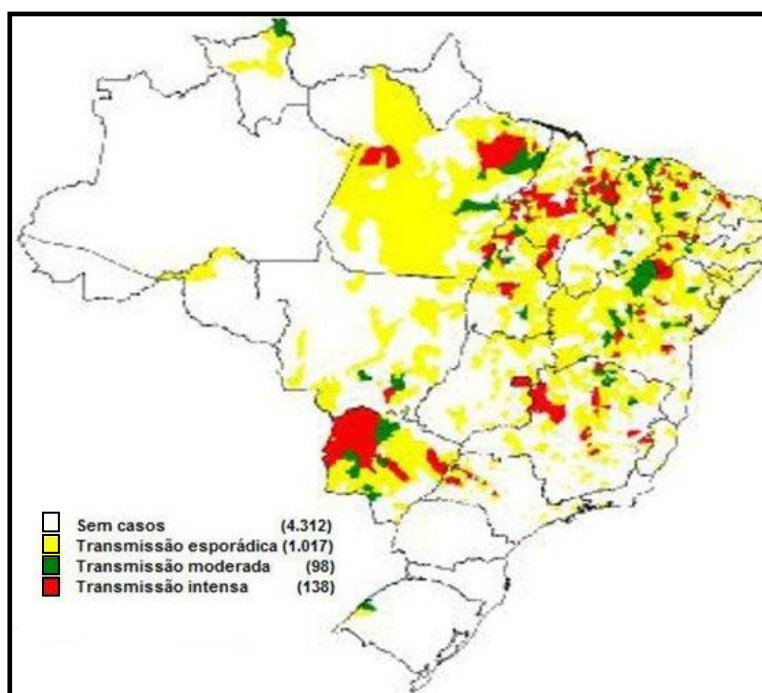 Sem casos (4.312)
Transmissão esporádica (1.017)
Transmissão moderada (98)
Transmissão intensa (138)